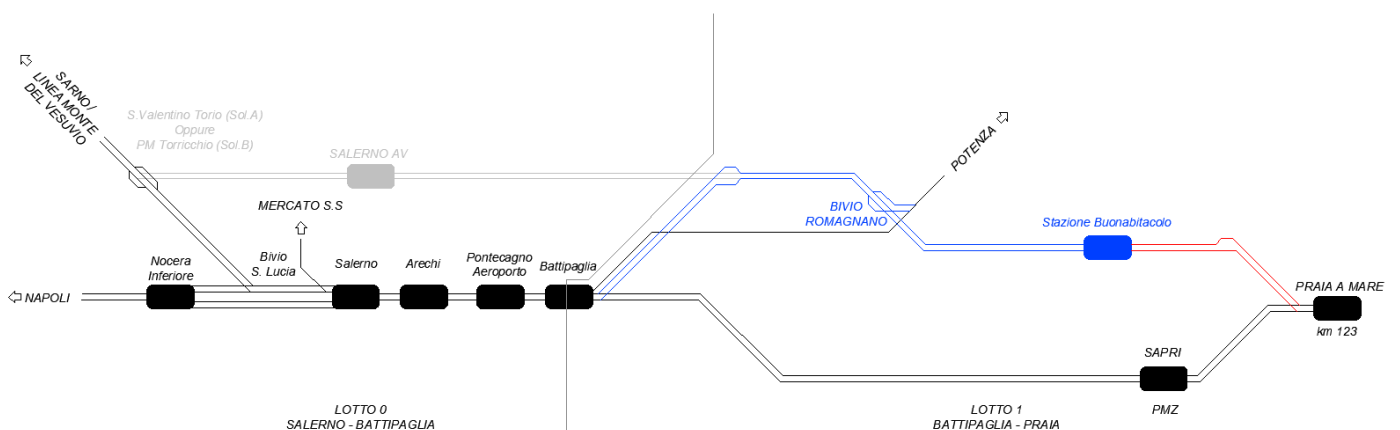 SARNO/
LINEA MONTE
DEL VESUVIO
S.Valentino Torio (Sol.A)
Oppure
PM Torricchio (Sol.B)
SALERNO AV
POTENZA
MERCATO S.S
BIVIO
ROMAGNANO
Stazione Buonabitacolo
Nocera
Inferiore
Bivio
S. Lucia
Salerno
Arechi
Pontecagno
Aeroporto
Battipaglia
NAPOLI
PRAIA A MARE
km 123
SAPRI
PMZ
LOTTO 0
SALERNO - BATTIPAGLIA
LOTTO 1
BATTIPAGLIA - PRAIA